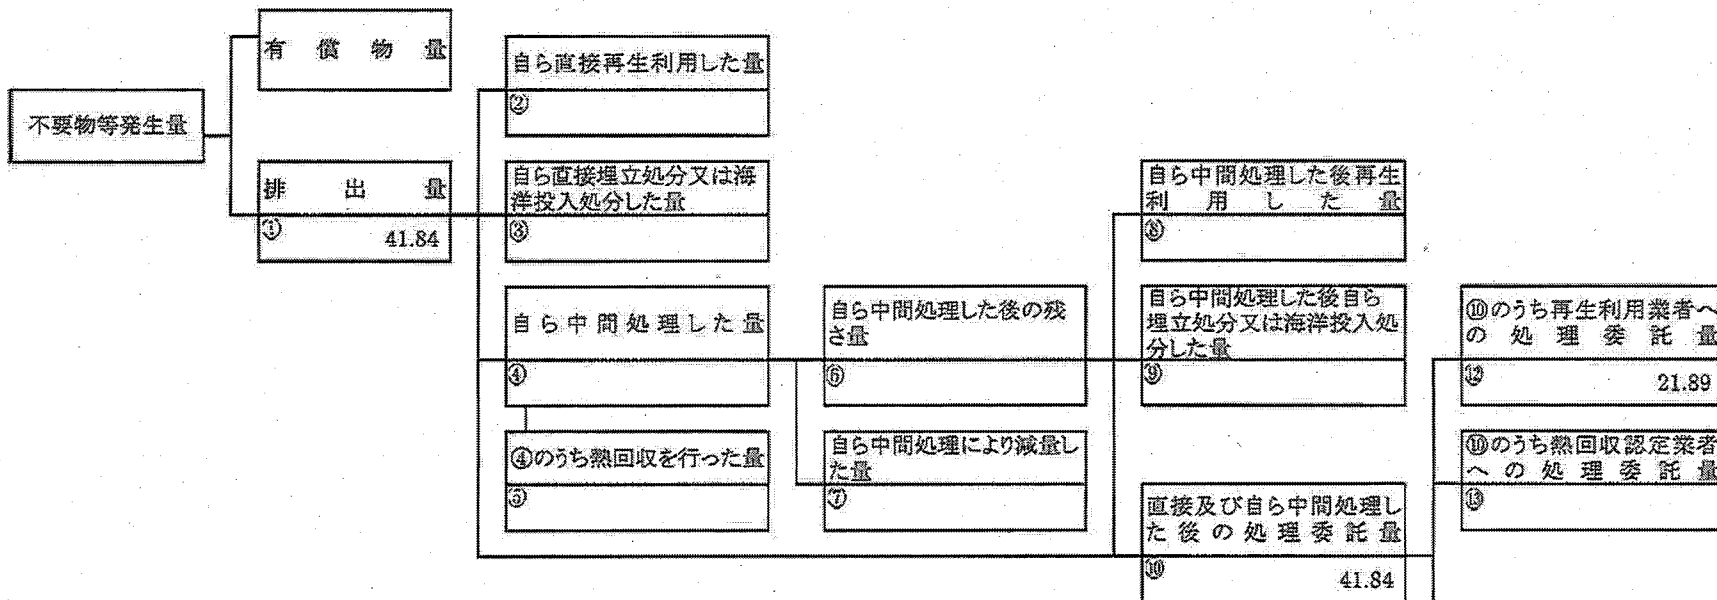 有償物量
不要物等発生量
排出量
①
41.84
自ら直接再生利用した量
②
自ら直接埋立処分又は海
洋投入処分した量
③
自ら中間処理した量
④
④のうち熱回収を行った量
⑤
自ら中間処理した後の残
さ量
⑥
自ら中間処理により減量し
た量
⑦
自ら中間処理した後再生
利用した量
⑧
自ら中間処理した後自ら
埋立処分又は海洋投入処
分した量
⑨
直接及び自ら中間処理し
た後の処理委託量
⑩
41.84
⑩のうち再生利用業者へ
の処理委託量
⑫
21.89
⑩のうち熱回収認定業者
への処理委託量
⑬